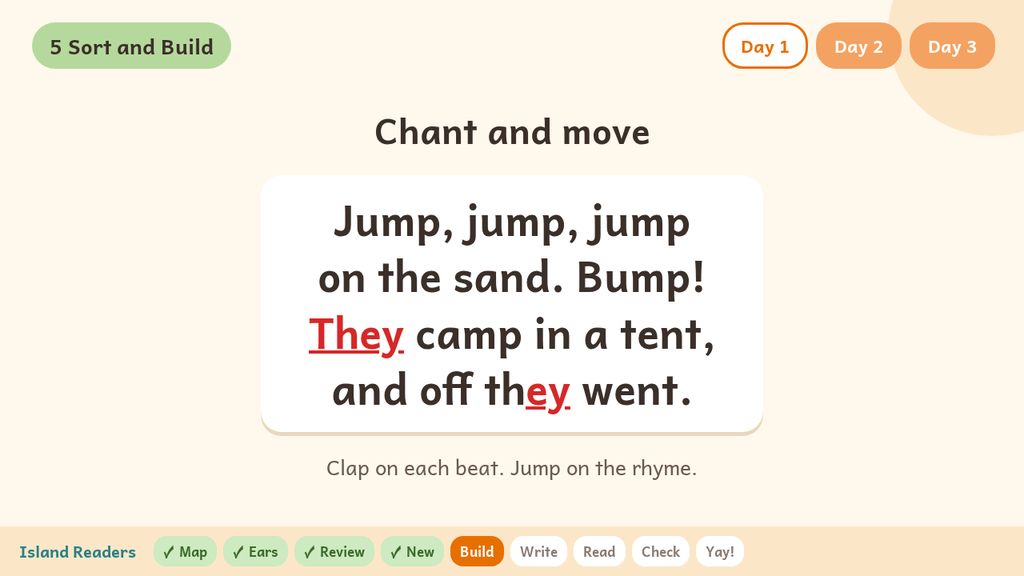 5 Sort and Build
Day 1
Day 2
Day 3
Chant and move
Jump, jump, jump
on the sand. Bump!
They camp in a tent,
and off they went.
Clap on each beat. Jump on the rhyme.
Island Readers
✓ Map
✓ Ears
✓ Review
✓ New
Build
Write
Read
Check
Yay!